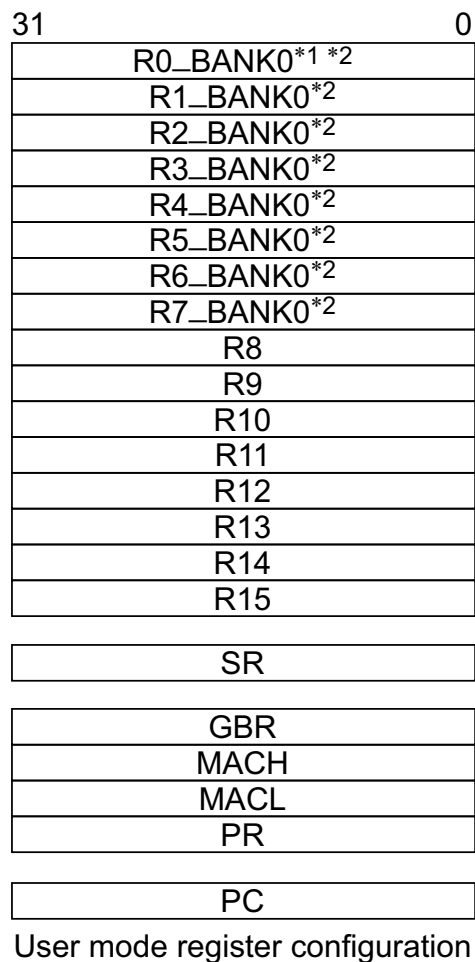 31 0
R0_BANK0*1 *2
R1_BANK0*2
R2_BANK0*2
R3_BANK0*2
R4_BANK0*2
R5_BANK0*2
R6_BANK0*2
R7_BANK0*2
R8
R9
R10
R11
R12
R13
R14
R15
SR
GBR
MACH
MACL
PR
PC
User mode register configuration